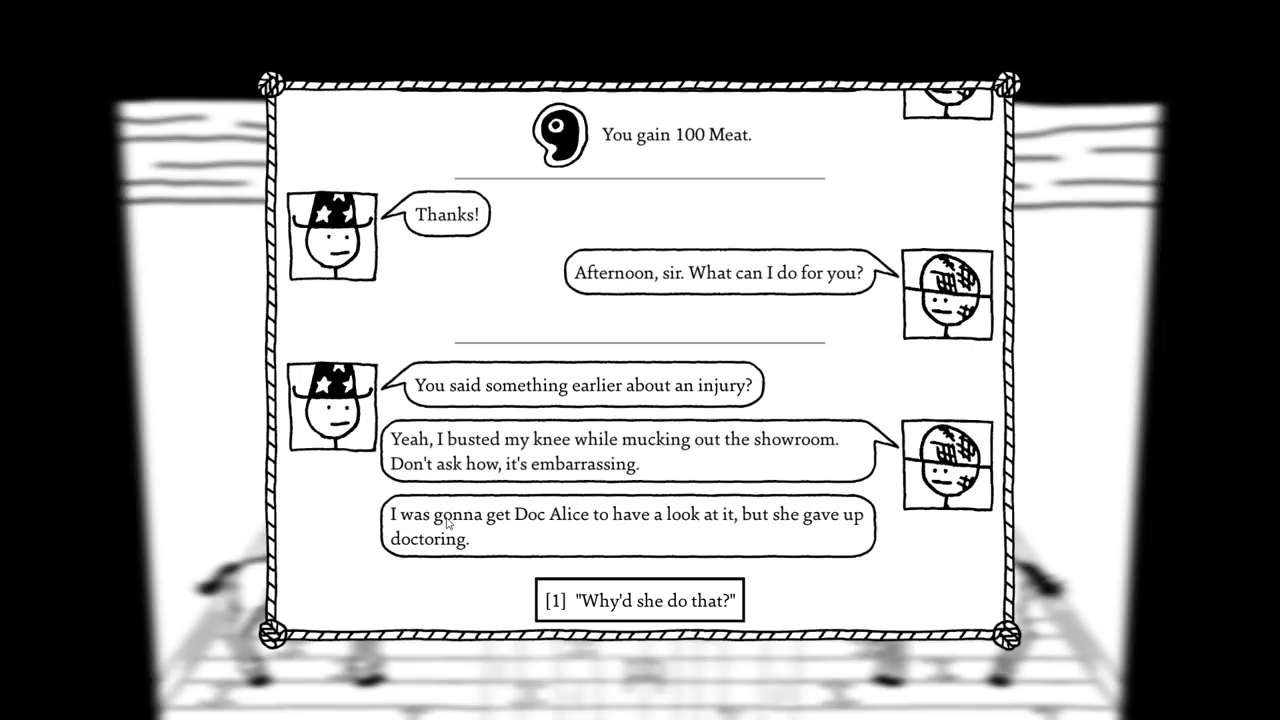 You gain 100 Meat.
Thanks!
Afternoon, sir. What can I do for you?
You said something earlier about an injury?
Yeah, I busted my knee while mucking out the showroom.
Don't ask how, it's embarrassing.
I was gonna get Doc Alice to have a look at it, but she gave up
doctoring.
[1] "Why'd she do that?"